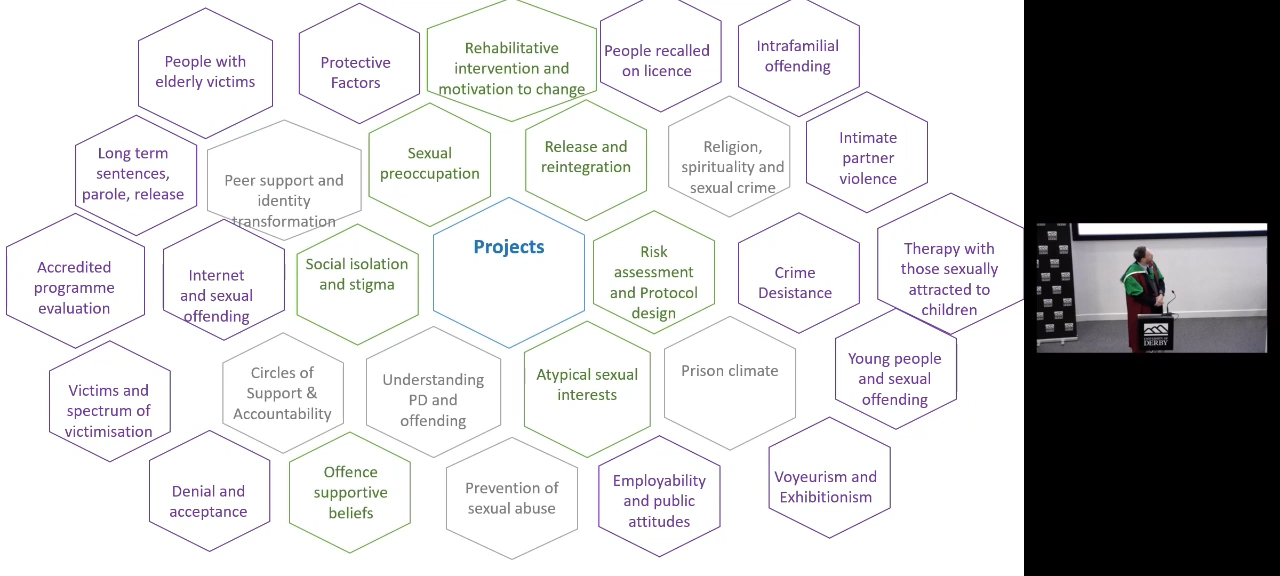 People with
elderly victims
Protective
Factors
Rehabilitative
intervention and
motivation to change
People recalled
on licence
Intrafamilial
offending
Long term
sentences,
parole, release
Peer support and
identity
transformation
Sexual
preoccupation
Release and
reintegration
Religion,
spirituality and
sexual crime
Intimate
partner
violence
Accredited
programme
evaluation
Internet
and sexual
offending
Social isolation
and stigma
Projects
Risk
assessment
and Protocol
design
Crime
Desistance
Therapy with
those sexually
attracted to
children
Victims and
spectrum of
victimisation
Circles of
Support &
Accountability
Understanding
PD and
offending
Atypical sexual
interests
Prison climate
Young people
and sexual
offending
Denial and
acceptance
Offence
supportive
beliefs
Prevention of
sexual abuse
Employability
and public
attitudes
Voyeurism and
Exhibitionism
DERBY